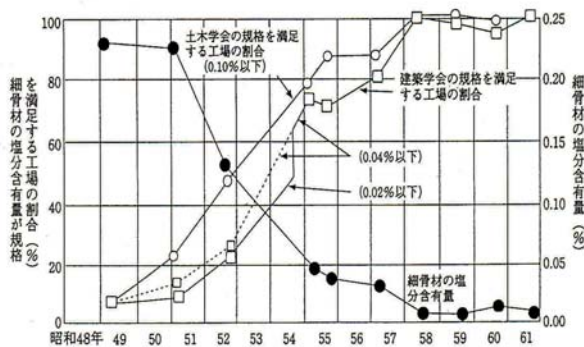 細骨材の塩分含有量が規格
を満足する工場の割合（%）
100
80
60
40
20
0
土木学会の規格を満足
する工場の割合
(0.10%以下)
建築学会の規格を満足
する工場の割合
(0.04%以下)
(0.02%以下)
細骨材の塩
分含有量
0.25
0.20
0.15
0.10
0.05
0.00
細骨材の塩分含有量（%）
昭和48年 49 50 51 52 53 54 55 56 57 58 59 60 61